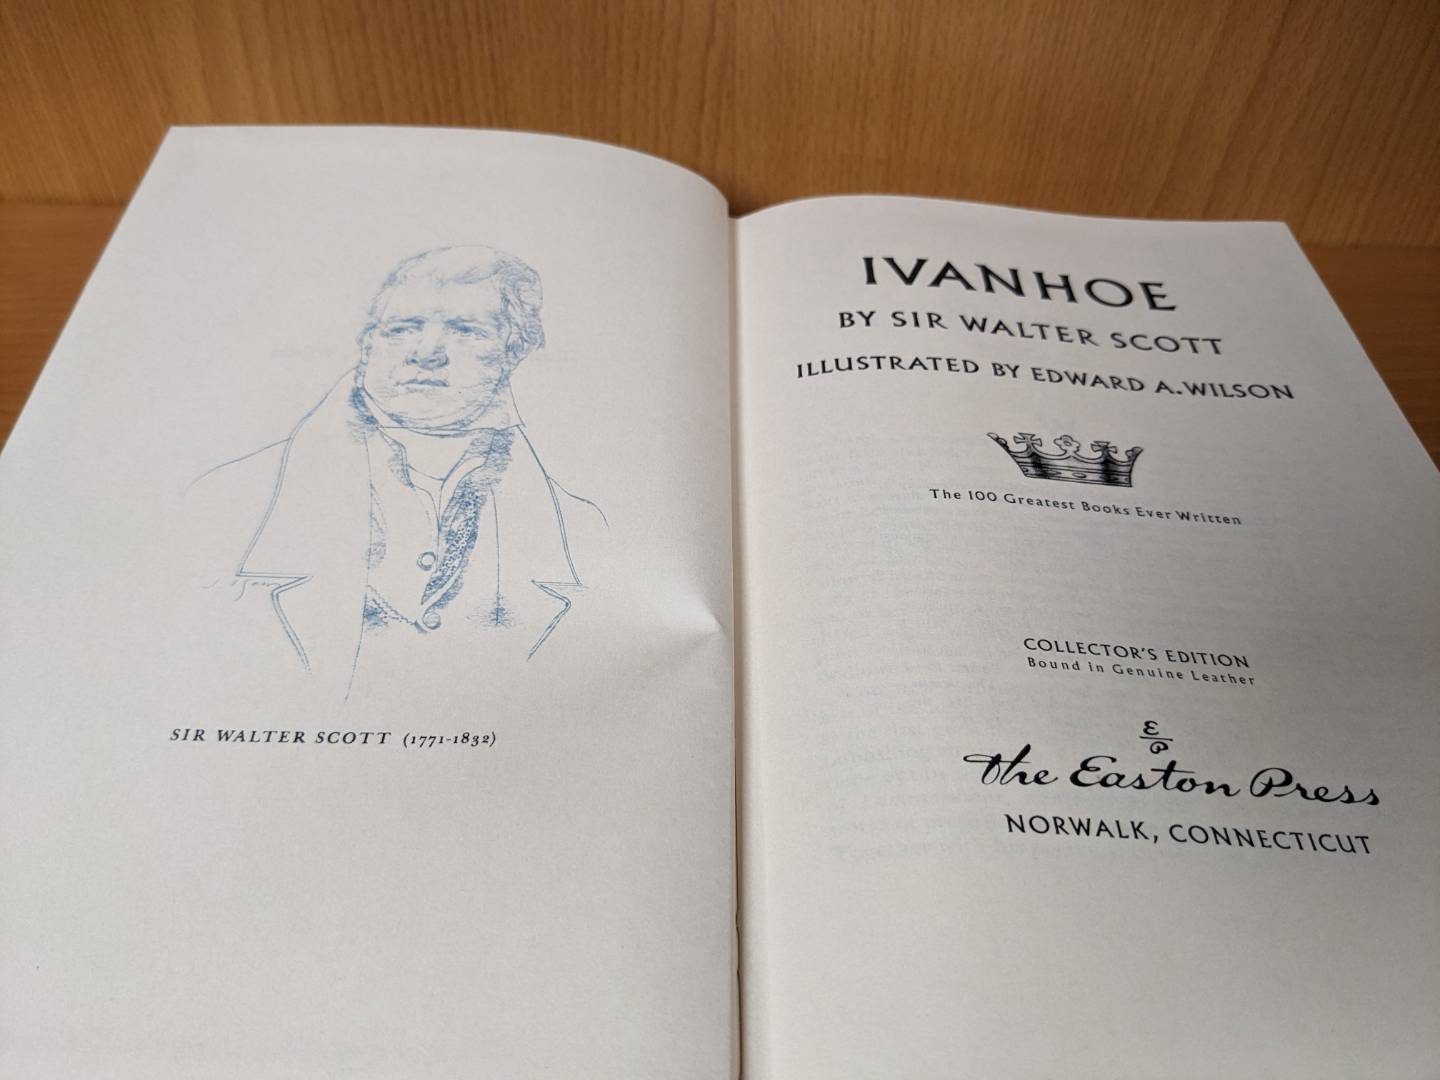 SIR WALTER SCOTT (1771-1832)
IVANHOE
BY SIR WALTER SCOTT
ILLUSTRATED BY EDWARD A. WILSON
The 100 Greatest Books Ever Written
COLLECTOR'S EDITION
Bound in Genuine Leather
E
P
The Easton Press
NORWALK, CONNECTICUT